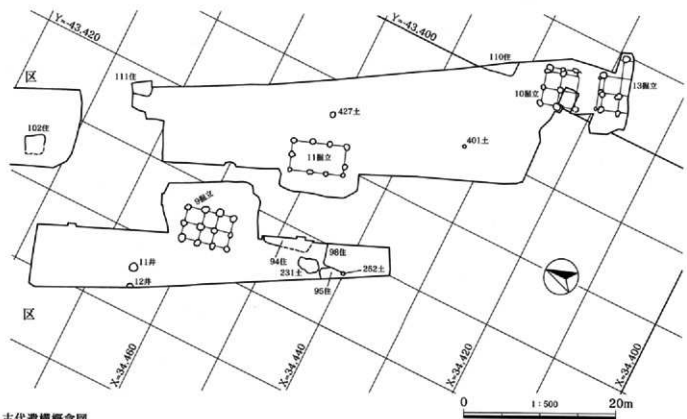 Y=-43,420
Y=-43,400
区
111住
110住
10掘立
13掘立
102住
427土
11掘立
401土
9掘立
94住
98住
231土
252土
95住
11井
12井
区
X=-34,460
X=-34,440
X=-34,420
X=-34,400
0
1:500
20m
古代遺構概念図